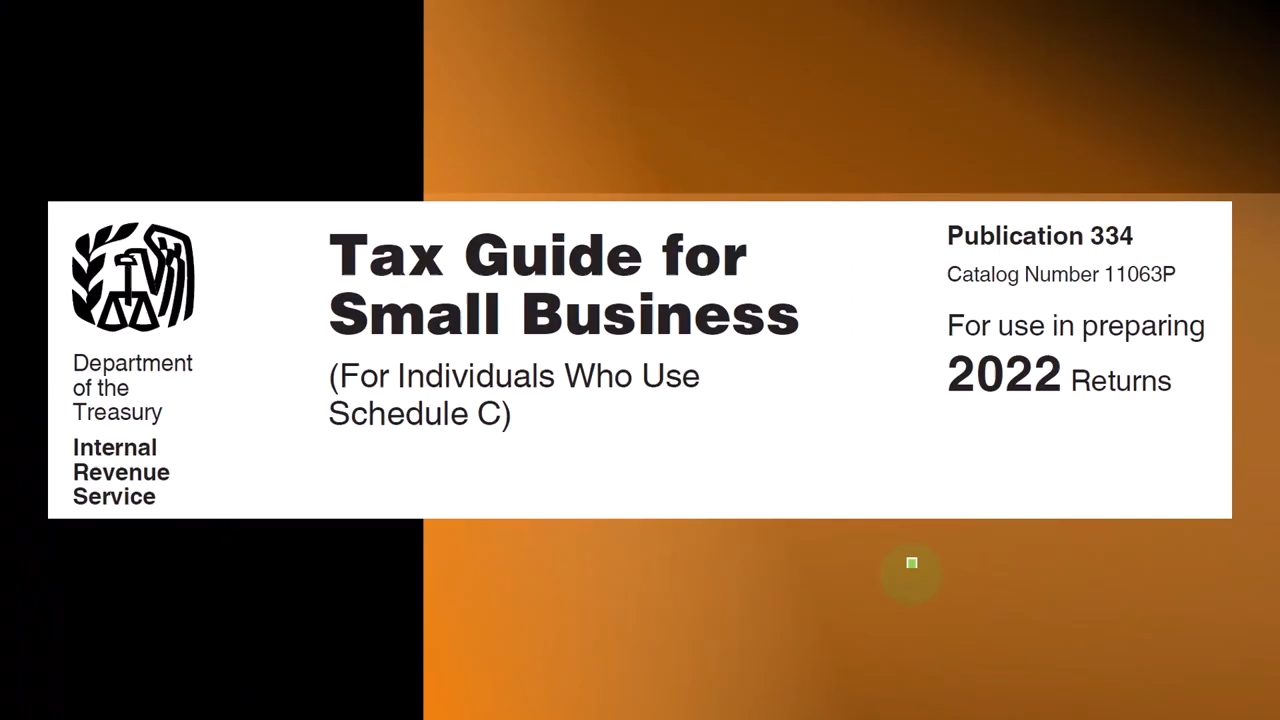 Tax Guide for
Small Business
(For Individuals Who Use
Schedule C)
Department
of the
Treasury
Internal
Revenue
Service
Publication 334
Catalog Number 11063P
For use in preparing
2022 Returns